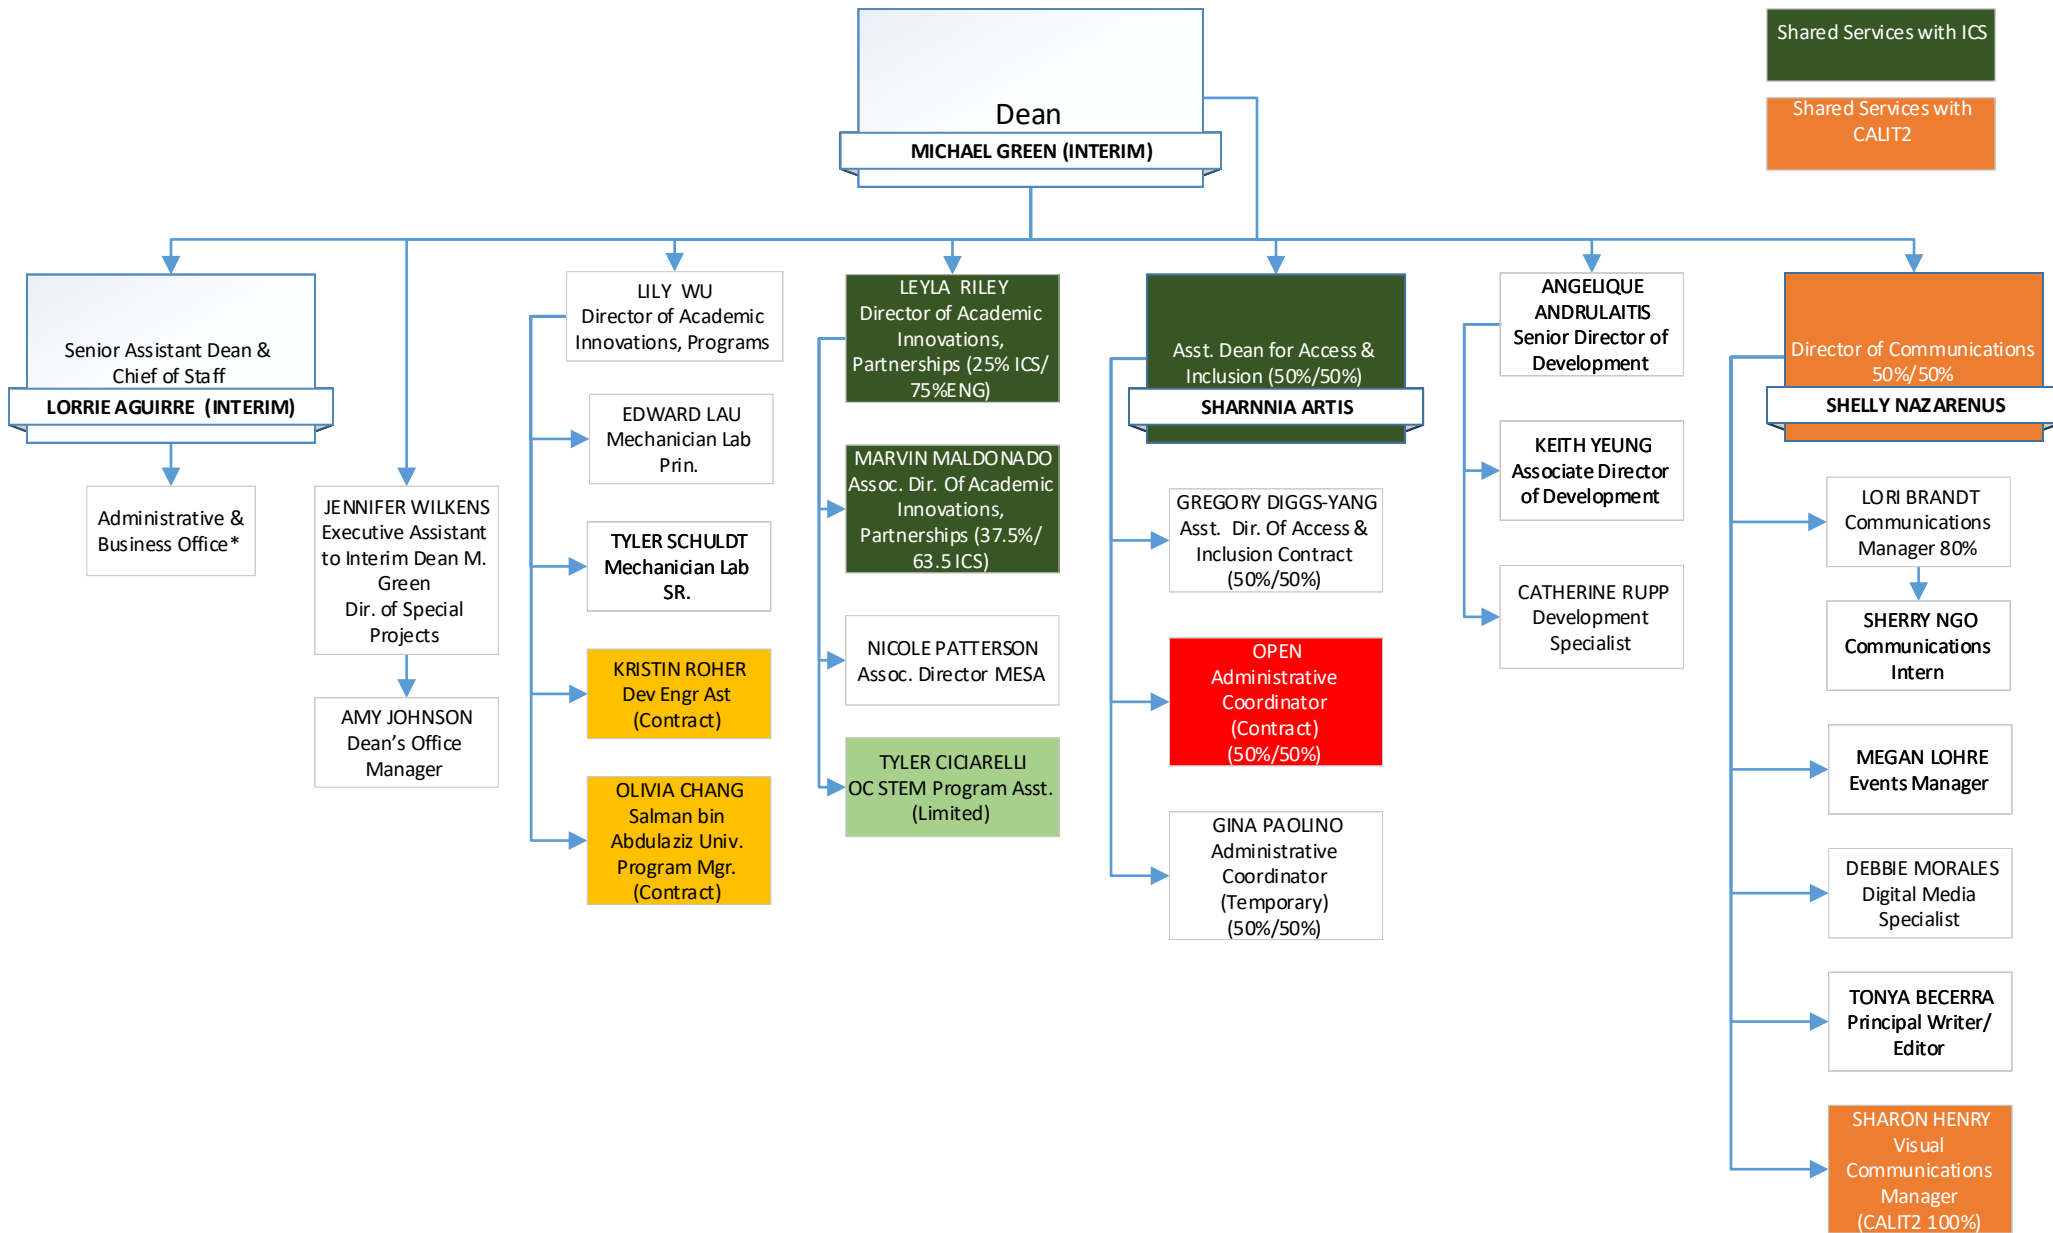 Shared Services with ICS
Shared Services with
CALIT2
Dean
MICHAEL GREEN (INTERIM)
Senior Assistant Dean &
Chief of Staff
LORRIE AGUIRRE (INTERIM)
Administrative &
Business Office*
JENNIFER WILKENS
Executive Assistant
to Interim Dean M.
Green
Dir. of Special
Projects
AMY JOHNSON
Dean’s Office
Manager
LILY WU
Director of Academic
Innovations, Programs
EDWARD LAU
Mechanician Lab
Prin.
TYLER SCHULDT
Mechanician Lab
SR.
KRISTIN ROHER
Dev Engr Ast
(Contract)
OLIVIA CHANG
Salman bin
Abdulaziz Univ.
Program Mgr.
(Contract)
LEYLA RILEY
Director of Academic
Innovations,
Partnerships (25% ICS/
75%ENG)
MARVIN MALDONADO
Assoc. Dir. Of Academic
Innovations,
Partnerships (37.5%/
63.5 ICS)
NICOLE PATTERSON
Assoc. Director MESA
TYLER CICIARELLI
OC STEM Program Asst.
(Limited)
Asst. Dean for Access &
Inclusion (50%/50%)
SHARNNIA ARTIS
GREGORY DIGGS-YANG
Asst. Dir. Of Access &
Inclusion Contract
(50%/50%)
OPEN
Administrative
Coordinator
(Contract)
(50%/50%)
GINA PAOLINO
Administrative
Coordinator
(Temporary)
(50%/50%)
ANGELIQUE
ANDRULAITIS
Senior Director of
Development
KEITH YEUNG
Associate Director
of Development
CATHERINE RUPP
Development
Specialist
Director of Communications
50%/50%
SHELLY NAZARENUS
LORI BRANDT
Communications
Manager 80%
SHERRY NGO
Communications
Intern
MEGAN LOHRE
Events Manager
DEBBIE MORALES
Digital Media
Specialist
TONYA BECERRA
Principal Writer/
Editor
SHARON HENRY
Visual
Communications
Manager
(CALIT2 100%)